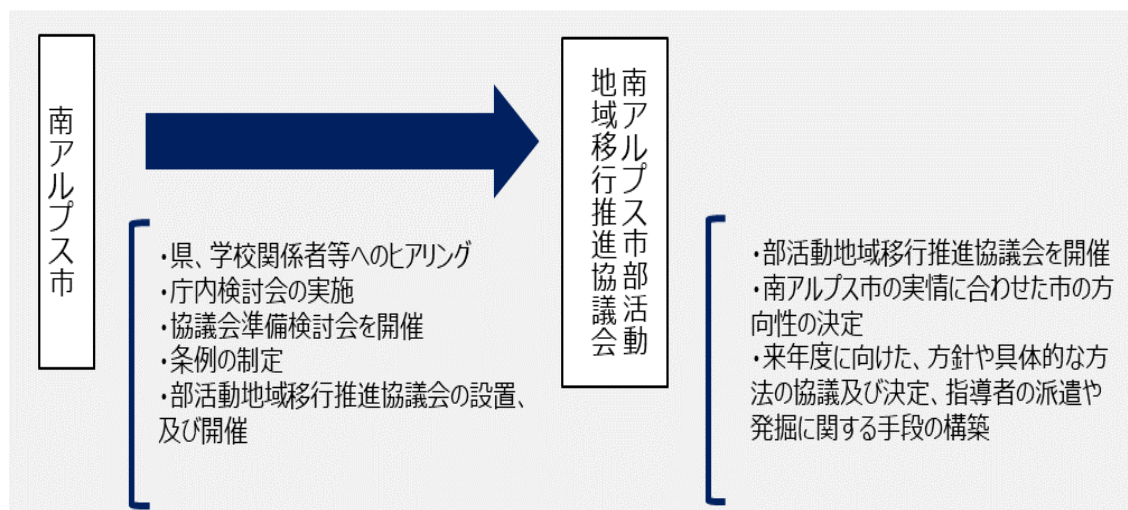 南アルプス市
・県、学校関係者等へのヒアリング
・庁内検討会の実施
・協議会準備検討会を開催
・条例の制定
・部活動地域移行推進協議会の設置、
及び開催
南アルプス市部活動
地域移行推進協議会
・部活動地域移行推進協議会を開催
・南アルプス市の実情に合わせた市の方
向性の決定
・来年度に向けた、方針や具体的な方
法の協議及び決定、指導者の派遣や
発掘に関する手段の構築